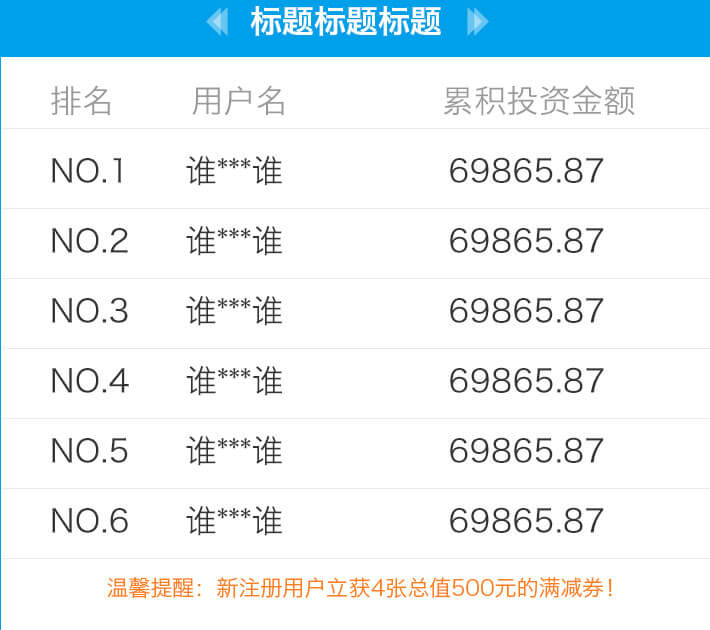 标题标题标题
排名 用户名 累积投资金额
NO.1 谁***谁 69865.87
NO.2 谁***谁 69865.87
NO.3 谁***谁 69865.87
NO.4 谁***谁 69865.87
NO.5 谁***谁 69865.87
NO.6 谁***谁 69865.87
温馨提醒：新注册用户立获4张总值500元的满减券！